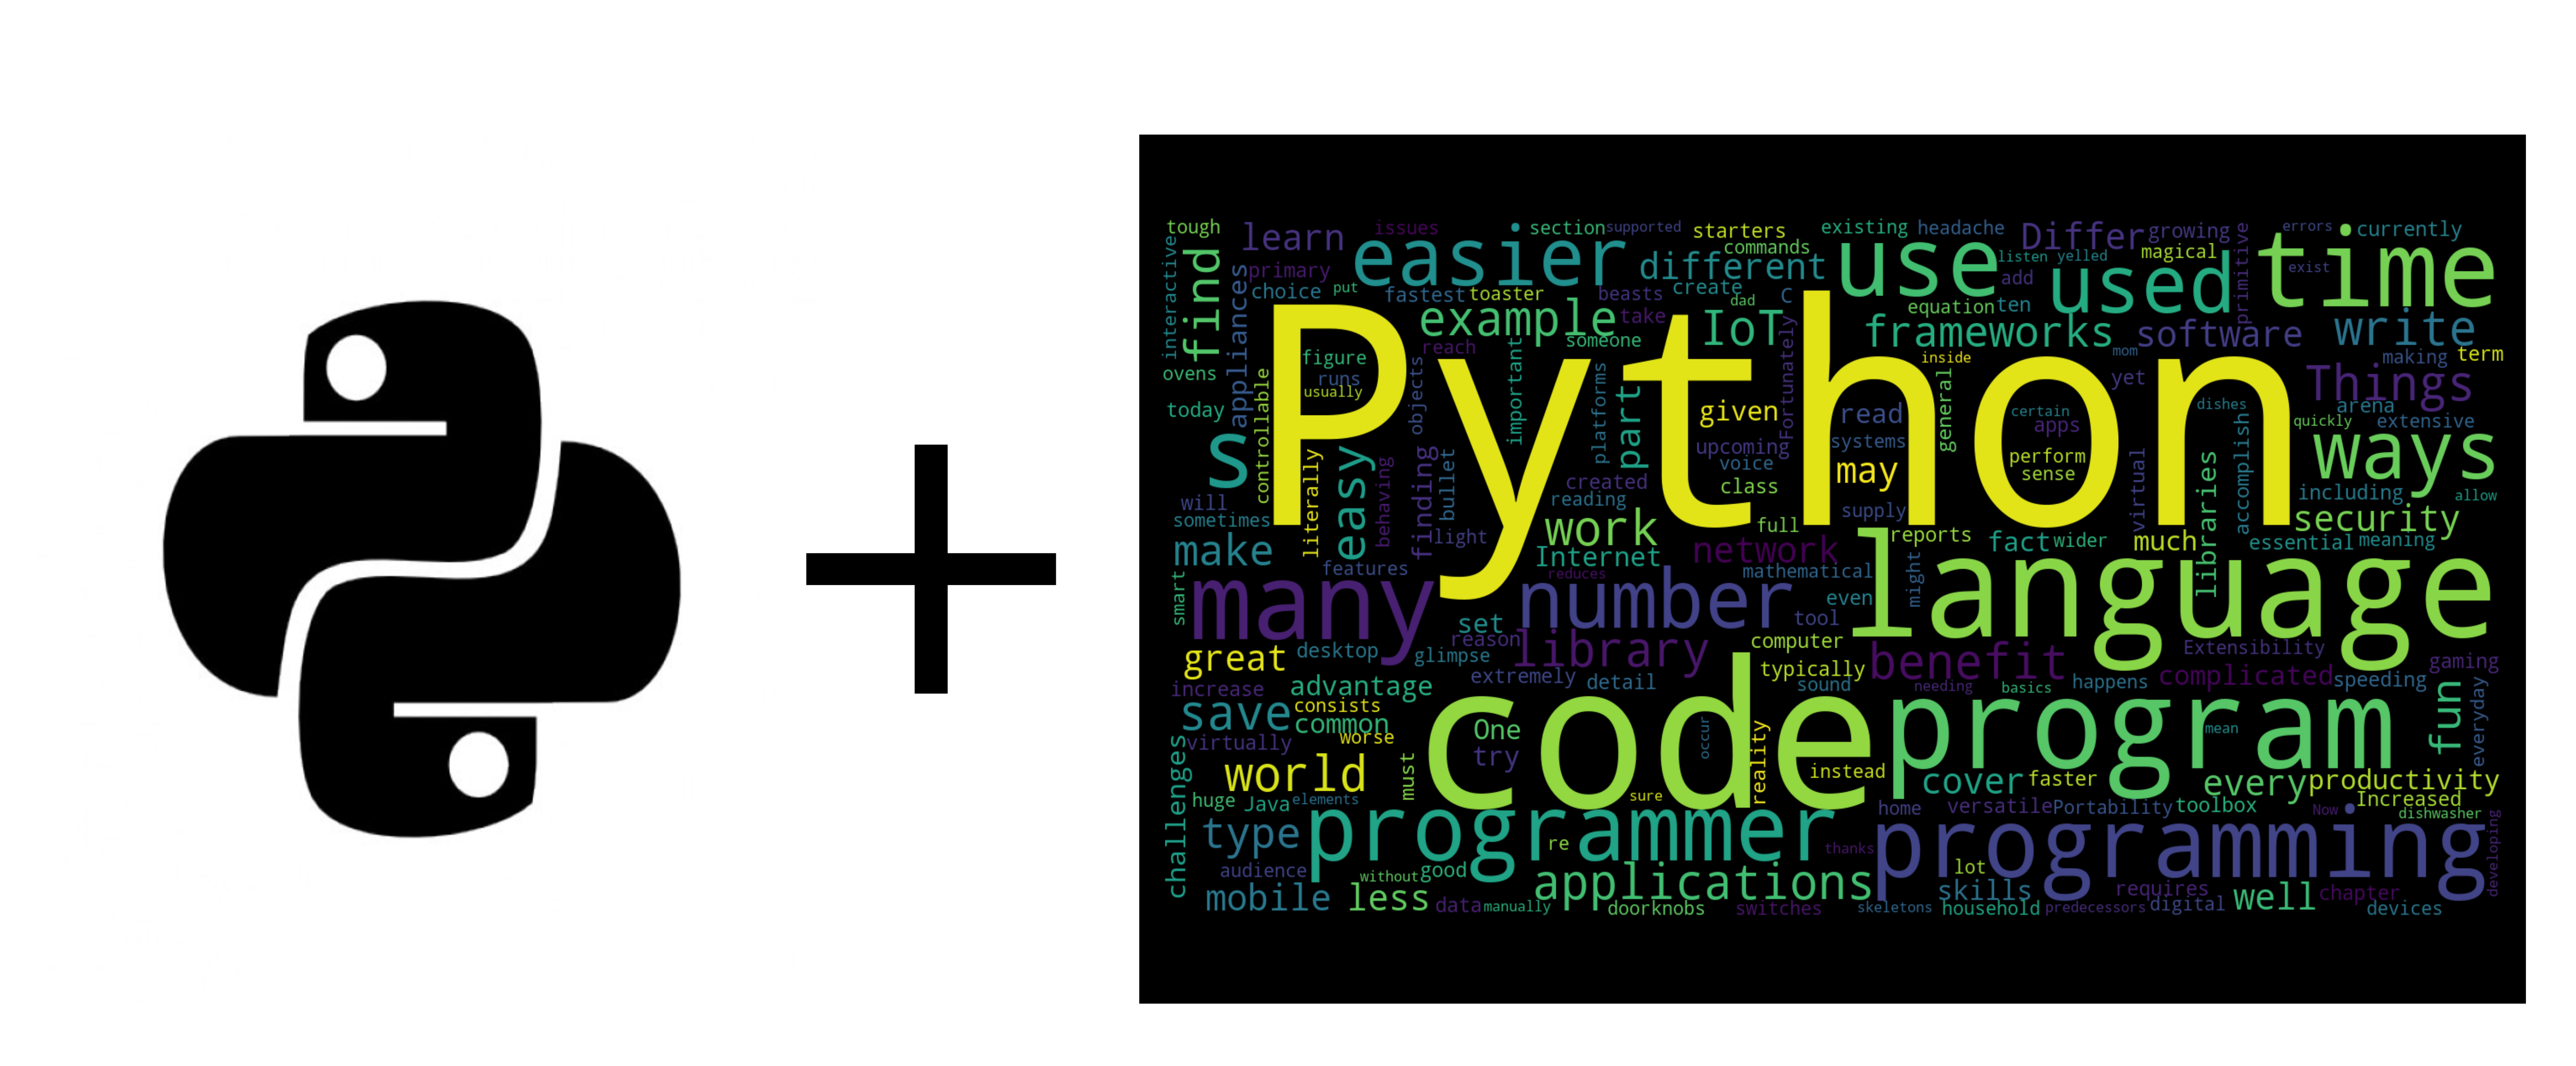 +
tough learn issues section supported starters existing headache Differ growing errors currently
interactive find appliances primary easier commands different use listen yelled magical primitive used exist time
choice put fastest toaster beasts create dad C add
example take someone IoT equation ten frameworks software write
ovens figure reach inside mom making term
runs usually objects important platforms Fortunately general yet Things
today controllable Python part given read certain apps dishes arena quickly extensive
s literally easy behaving finding bullet upcoming systems voice may perform sense virtual libraries accomplish ways
created class reading including allow
will sometimes light work full supply security
make Internet network reports fact wider much essential meaning
features reduces mathematical might
smart many number even language
set tool
reason computer
great desktop glimpse library typically benefit Extensibility complicated gaming
increase advantage extremely detail sound needing basics happens speeding
save consists common One occur code program mean fun everyday
virtually worse try reality
challenges world must instead cover faster every productivity
huge Java elements sure home versatile Portability toolbox Now Increased dishwasher
type programmer re thanks programming developing
audience without good applications lot
mobile less data manually doorknobs switches skills requires well chapter
skeletons household predecessors digital devices